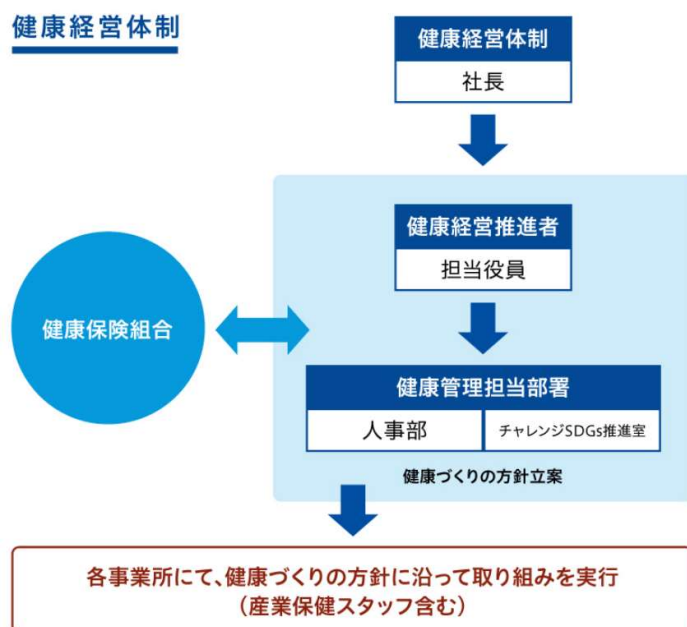 健康経営体制
健康経営体制
社長
健康経営推進者
担当役員
健康保険組合
健康管理担当部署
人事部
チャレンジSDGs推進室
健康づくりの方針立案
各事業所にて、健康づくりの方針に沿って取り組みを実行
（産業保健スタッフ含む）